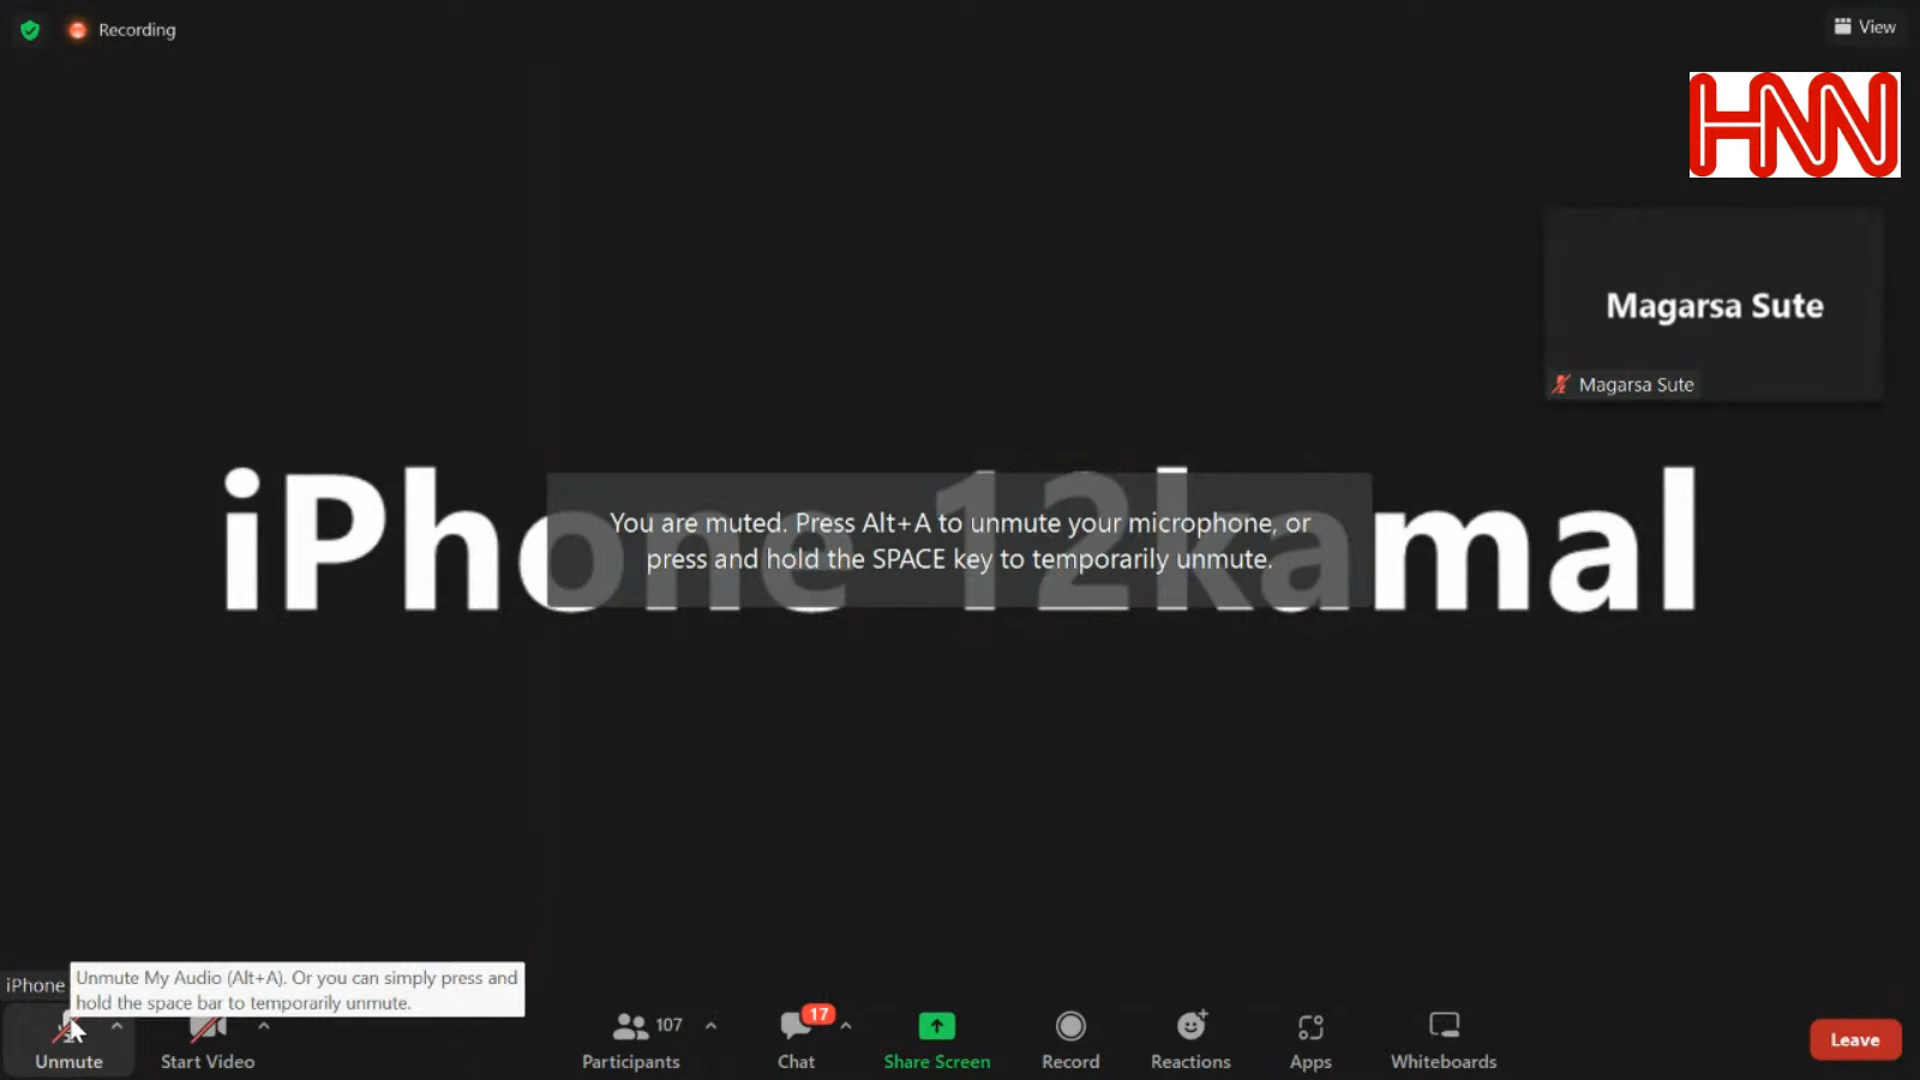 Recording
View
HNN
Magarsa Sute
Magarsa Sute
iPhone 12kamal
You are muted. Press Alt+A to unmute your microphone, or
press and hold the SPACE key to temporarily unmute.
iPhone
Unmute My Audio (Alt+A). Or you can simply press and
hold the space bar to temporarily unmute.
Unmute
Start Video
107
Participants
17
Chat
Share Screen
Record
Reactions
Apps
Whiteboards
Leave